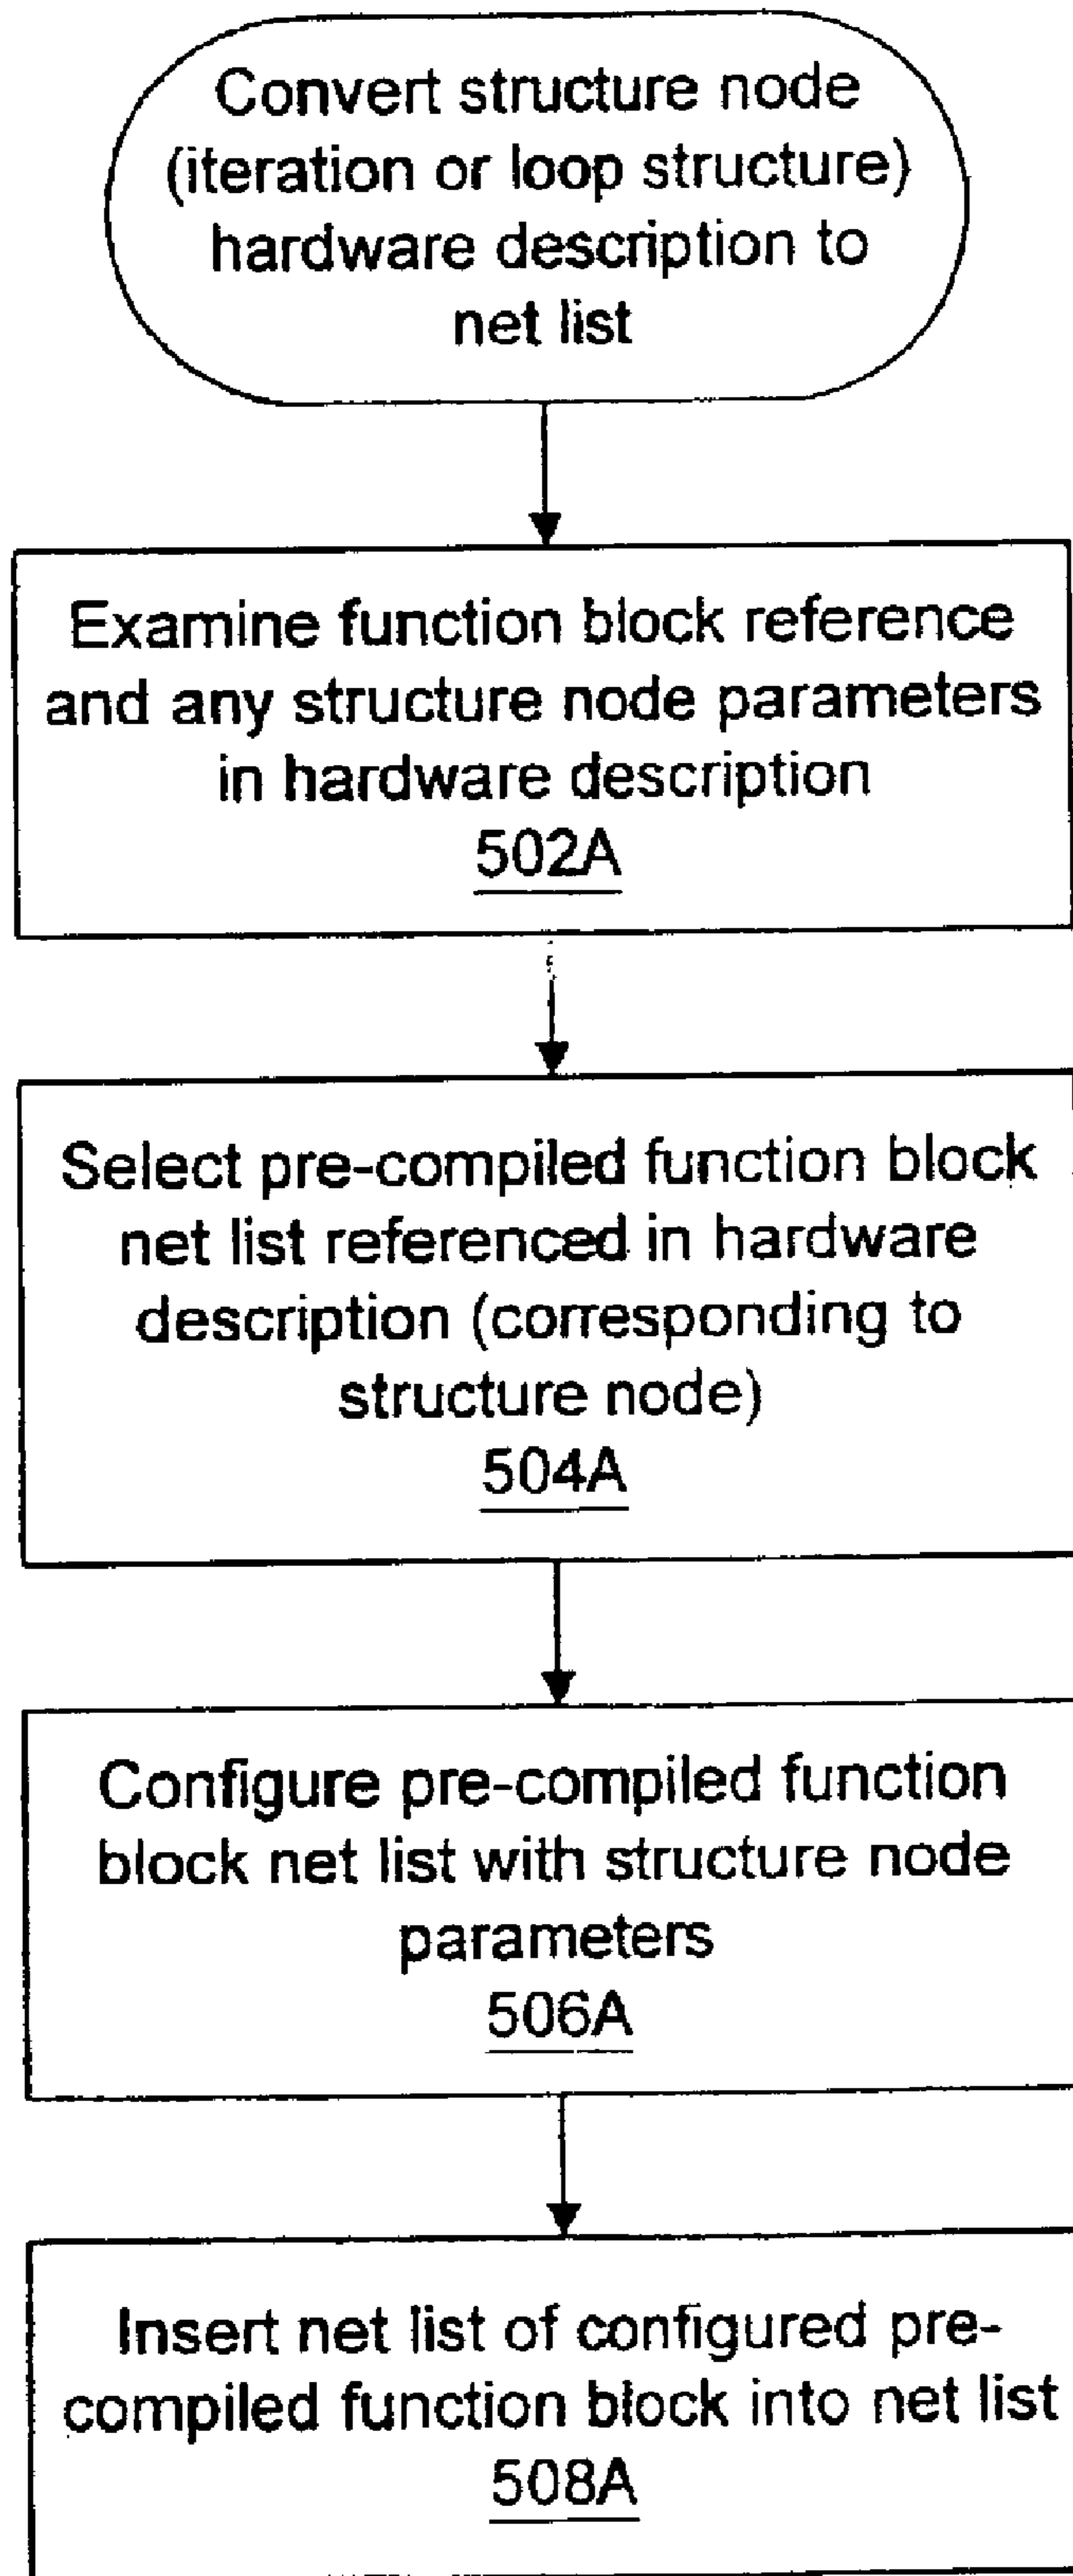 Convert structure node
(iteration or loop structure)
hardware description to
net list
Examine function block reference
and any structure node parameters
in hardware description
502A
Select pre-compiled function block
net list referenced in hardware
description (corresponding to
structure node)
504A
Configure pre-compiled function
block net list with structure node
parameters
506A
Insert net list of configured pre-
compiled function block into net list
508A